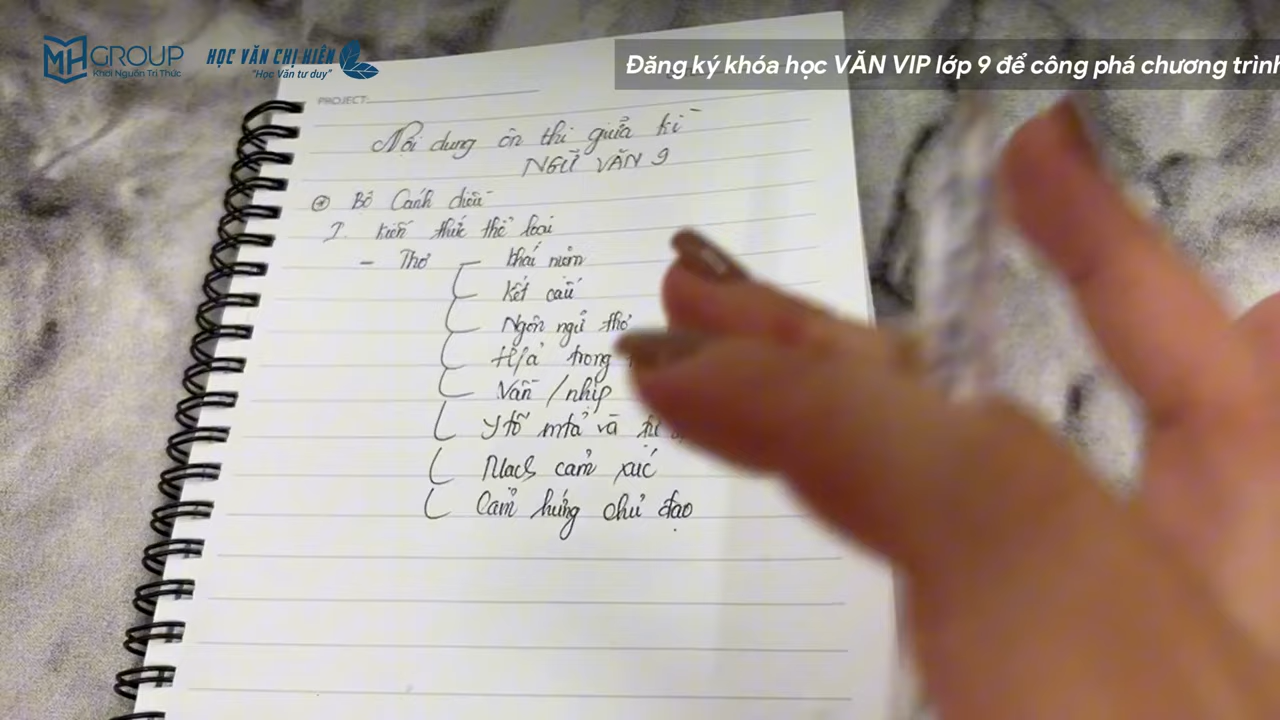 MH GROUP
Khơi Nguồn Tri Thức
HỌC VĂN CHỊ HIÊN
"Học Văn tư duy"
Đăng ký khóa học VĂN VIP lớp 9 để công phá chương trình
PROJECT:
Nội dung ôn thi giữa kì
NGỮ VĂN 9
Bộ Cánh diều
I. Kiến thức thể loại
- Thơ
Khái niệm
Kết cấu
Ngôn ngữ thơ
H/ả trong
Vần / nhịp
Ytố mtả và tự
Mạch cảm xúc
Cảm hứng chủ đạo